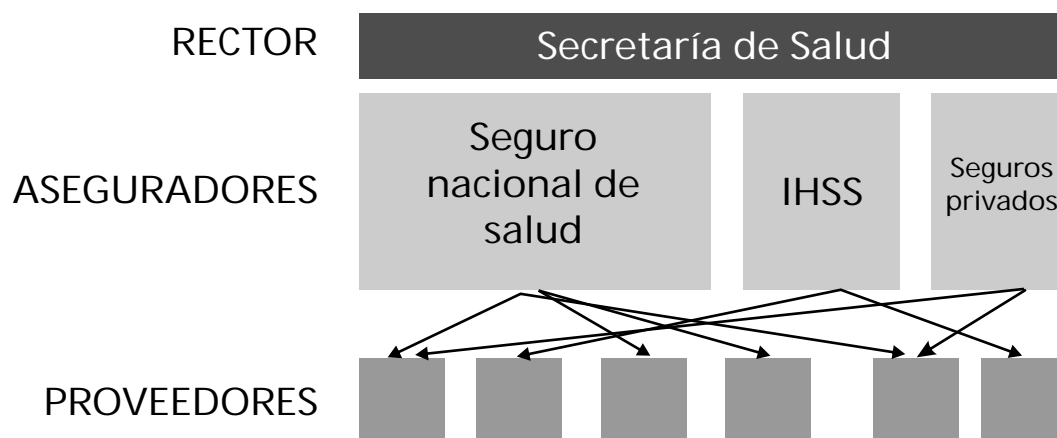 RECTOR
Secretaría de Salud
ASEGURADORES
Seguro
nacional de
salud
IHSS
Seguros
privados
PROVEEDORES